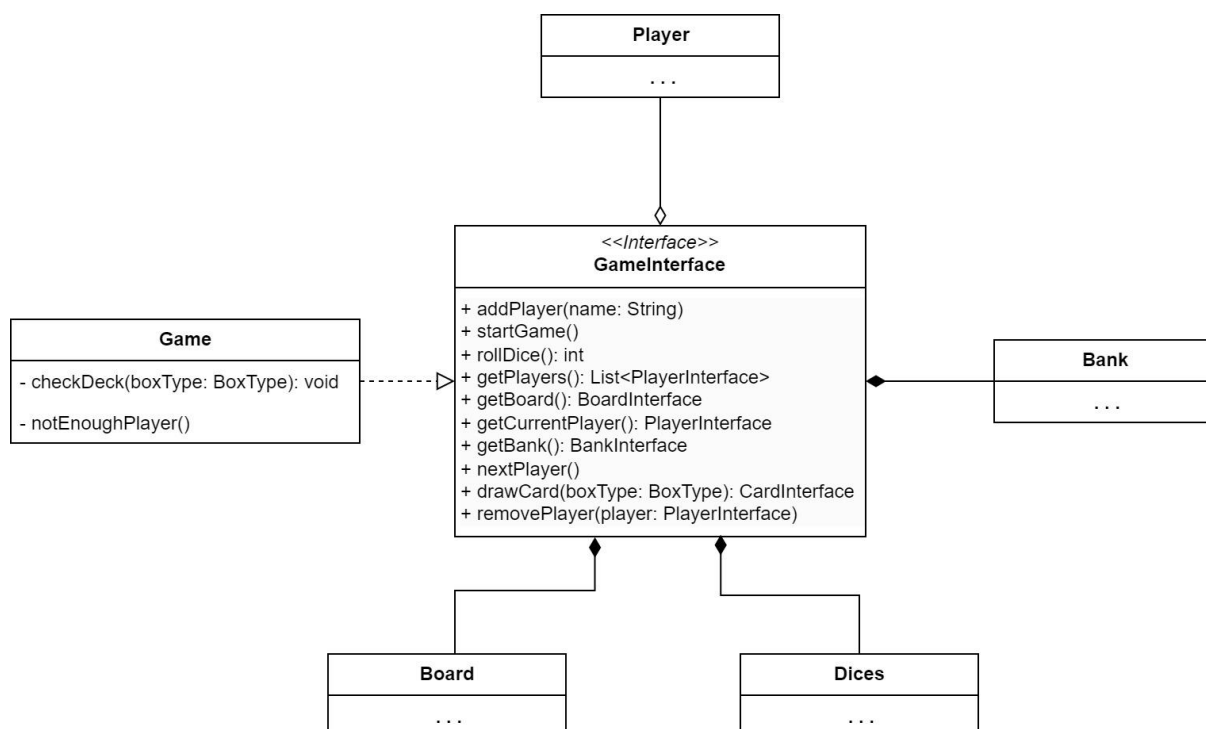 Player
. . .
<<Interface>>
GameInterface
+ addPlayer(name: String)
+ startGame()
+ rollDice(): int
+ getPlayers(): List<PlayerInterface>
+ getBoard(): BoardInterface
+ getCurrentPlayer(): PlayerInterface
+ getBank(): BankInterface
+ nextPlayer()
+ drawCard(boxType: BoxType): CardInterface
+ removePlayer(player: PlayerInterface)
Game
- checkDeck(boxType: BoxType): void
- notEnoughPlayer()
Bank
. . .
Board
. . .
Dices
. . .